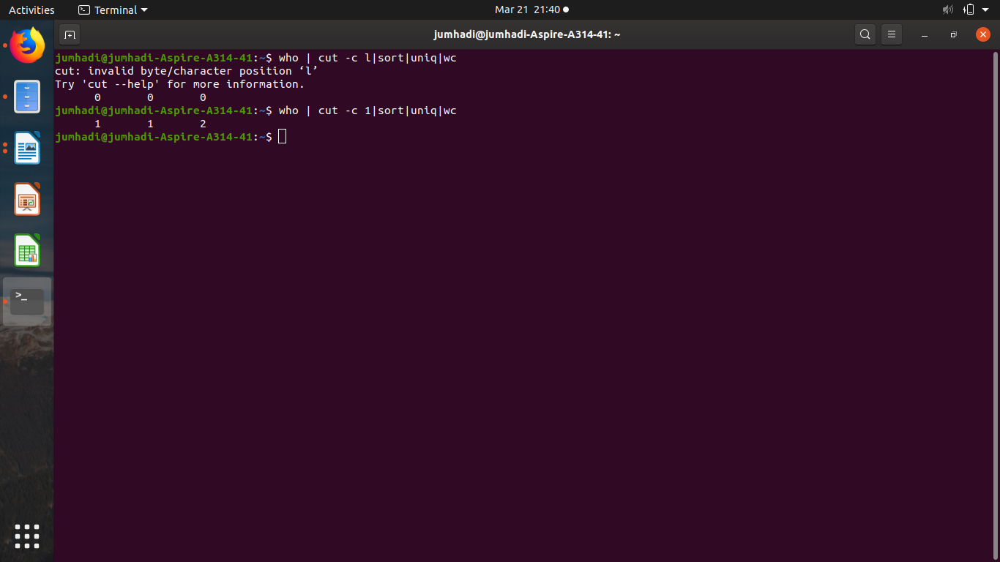 Activities Terminal Mar 21 21:40
jumhadi@jumhadi-Aspire-A314-41: ~
jumhadi@jumhadi-Aspire-A314-41:~$ who | cut -c l|sort|uniq|wc
cut: invalid byte/character position ‘l’
Try 'cut --help' for more information.
      0       0       0
jumhadi@jumhadi-Aspire-A314-41:~$ who | cut -c 1|sort|uniq|wc
      1       1       2
jumhadi@jumhadi-Aspire-A314-41:~$